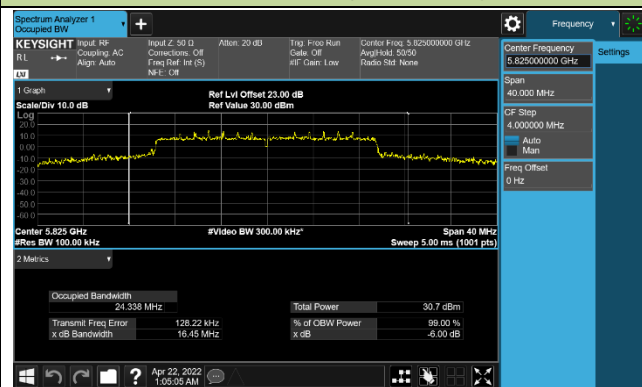 Spectrum Analyzer 1
Occupied BW
Frequency
KEYSIGHT
RL
LXI
Input: RF
Coupling: AC
Align: Auto
Input Z: 50 Ω
Corrections: Off
Freq Ref: Int (S)
NFE: Off
Atten: 20 dB
Trig: Free Run
Gate: Off
#IF Gain: Low
Center Freq: 5.825000000 GHz
Avg|Hold: 50/50
Radio Std: None
Center Frequency
5.825000000 GHz
Settings
Span
40.000 MHz
CF Step
4.000000 MHz
Auto
Man
Freq Offset
0 Hz
1 Graph
Scale/Div 10.0 dB
Ref Lvl Offset 23.00 dB
Ref Value 30.00 dBm
Log
20.0
10.0
0.00
-10.0
-20.0
-30.0
-40.0
-50.0
-60.0
Center 5.825 GHz
#Res BW 100.00 kHz
#Video BW 300.00 kHz*
Span 40 MHz
Sweep 5.00 ms (1001 pts)
2 Metrics
Occupied Bandwidth
24.338 MHz
Total Power 30.7 dBm
Transmit Freq Error 128.22 kHz
% of OBW Power 99.00 %
x dB Bandwidth 16.45 MHz
x dB -6.00 dB
Apr 22, 2022
1:05:05 AM